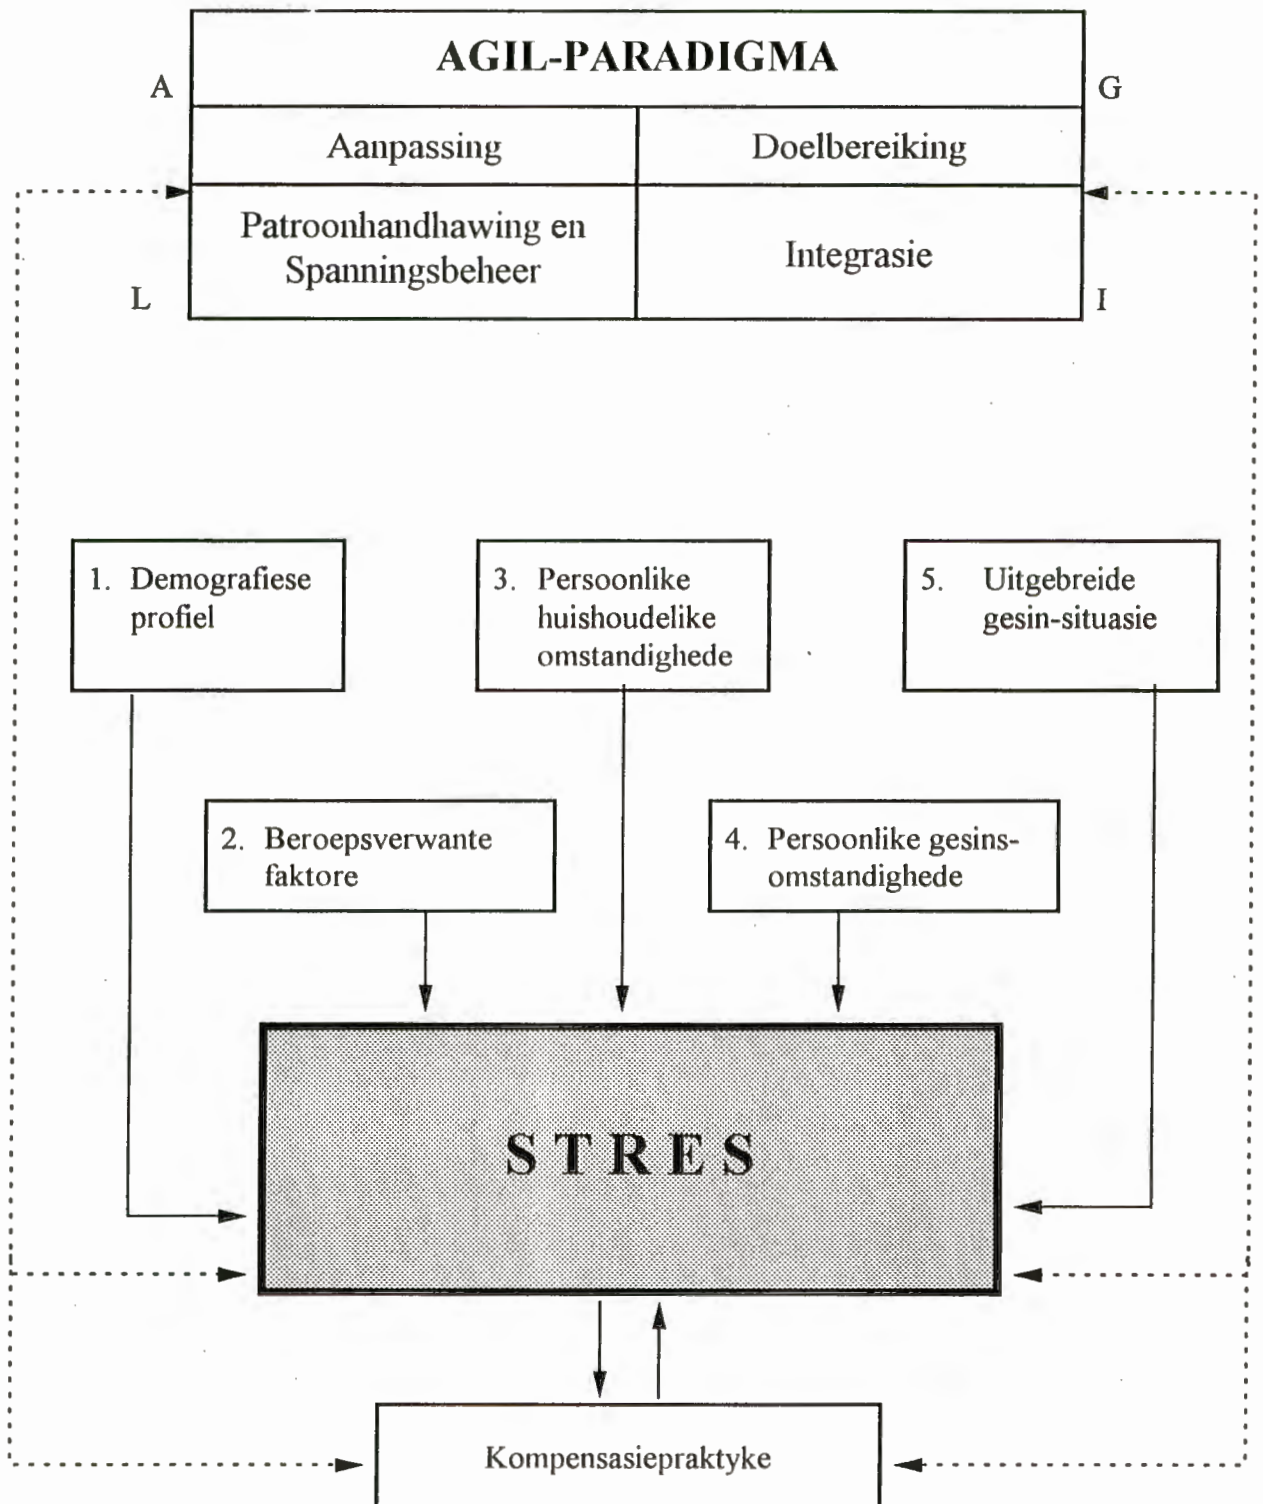 AGIL-PARADIGMA
A
G
Aanpassing
Doelbereiking
Patroonhandhawing en
Spanningsbeheer
Integrasie
L
I
1. Demografiese
profiel
3. Persoonlike
huishoudelike
omstandighede
5. Uitgebreide
gesin-situasie
2. Beroepsverwante
faktore
4. Persoonlike gesins-
omstandighede
STRES
Kompensasiepraktyke